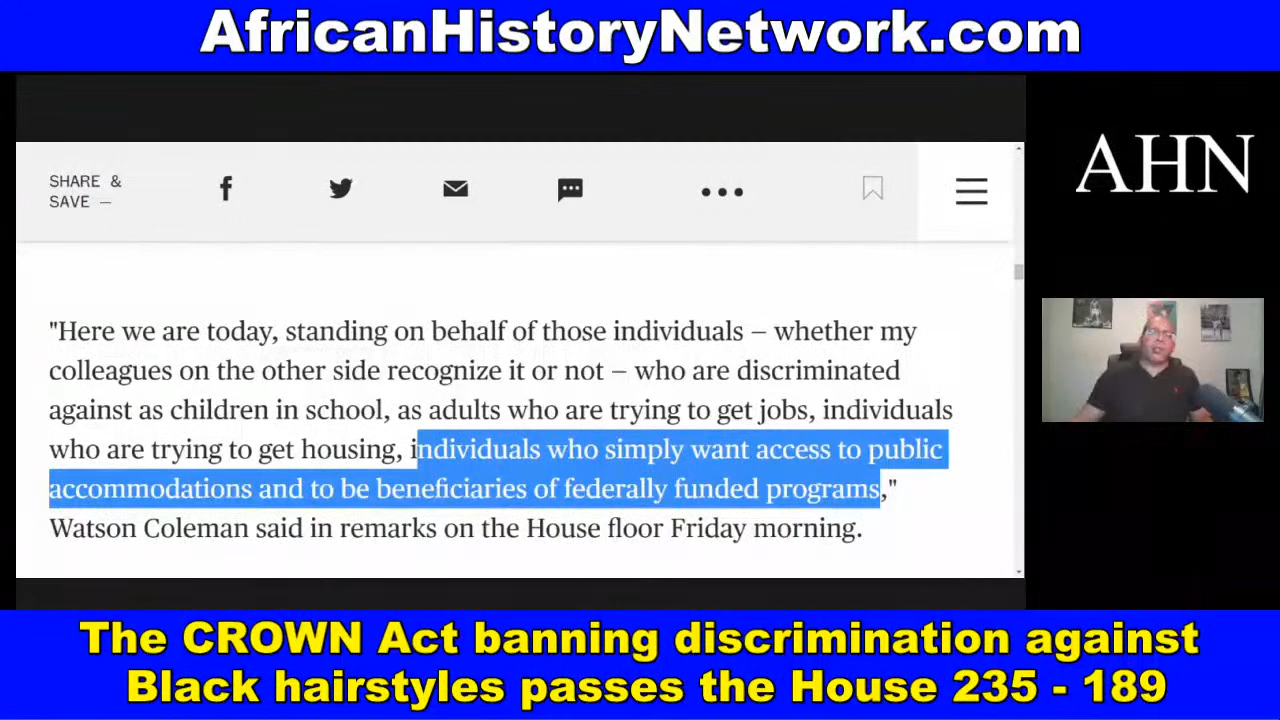 AfricanHistoryNetwork.com
SHARE &
SAVE —
AHN
"Here we are today, standing on behalf of those individuals — whether my
colleagues on the other side recognize it or not — who are discriminated
against as children in school, as adults who are trying to get jobs, individuals
who are trying to get housing, individuals who simply want access to public
accommodations and to be beneficiaries of federally funded programs,"
Watson Coleman said in remarks on the House floor Friday morning.
The CROWN Act banning discrimination against
Black hairstyles passes the House 235 - 189